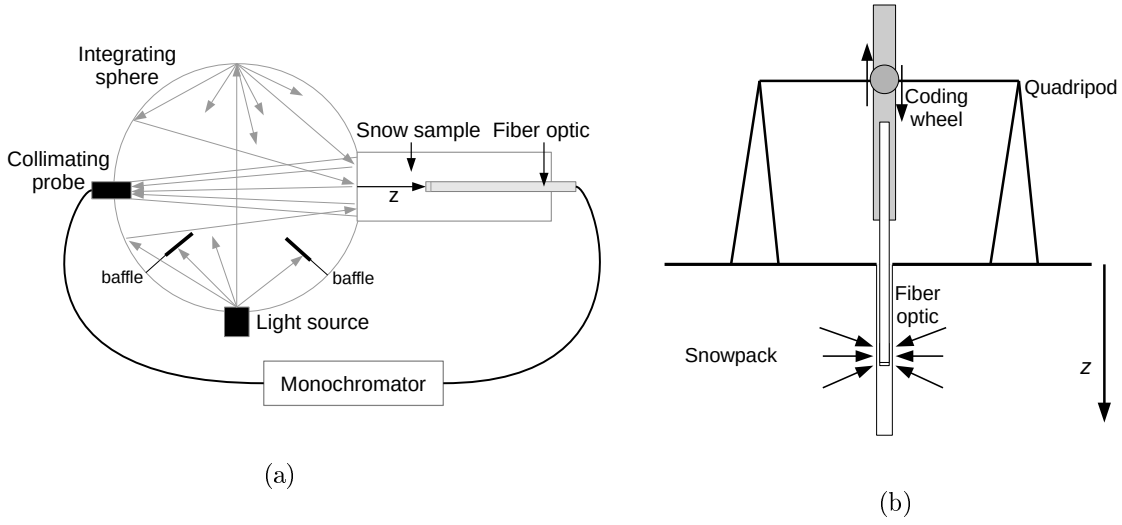 Integrating
sphere
Collimating
probe
Snow sample
Fiber optic
z
baffle
baffle
Light source
Monochromator
(a)
Quadripod
Coding
wheel
Fiber
optic
Snowpack
z
(b)